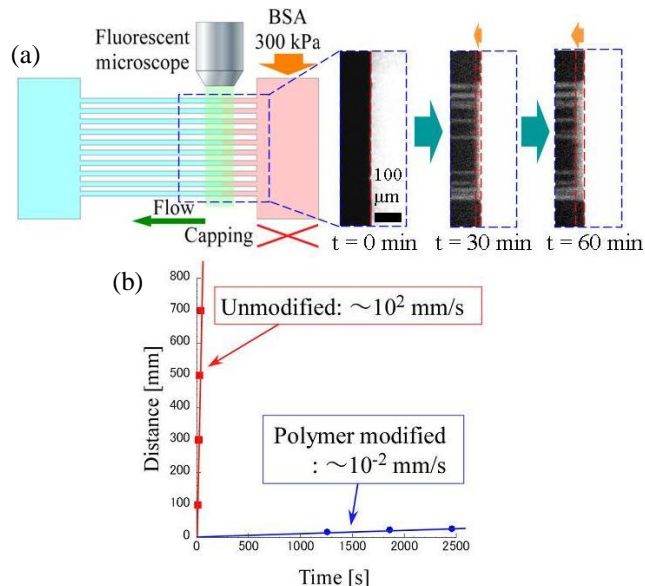 (a)
Fluorescent
microscope
BSA
300 kPa
Flow
Capping
100
μm
t = 0 min
t = 30 min
t = 60 min
(b)
Distance [mm]
800
700
600
500
400
300
200
100
0
Unmodified: ～10² mm/s
Polymer modified
: ～10⁻² mm/s
0
500
1000
1500
2000
2500
Time [s]